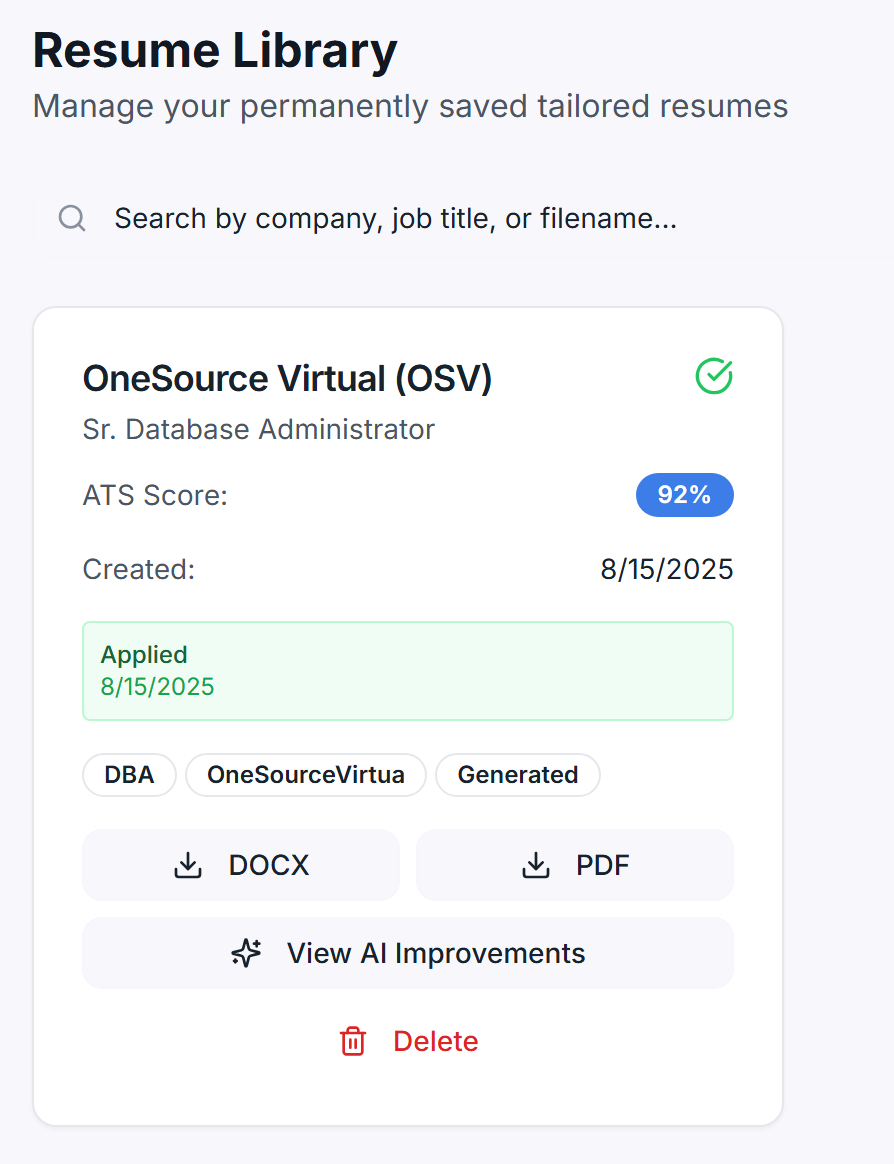 Resume Library
Manage your permanently saved tailored resumes
Search by company, job title, or filename...
OneSource Virtual (OSV)
Sr. Database Administrator
ATS Score: 92%
Created: 8/15/2025
Applied
8/15/2025
DBA OneSourceVirtua Generated
DOCX PDF
View AI Improvements
Delete